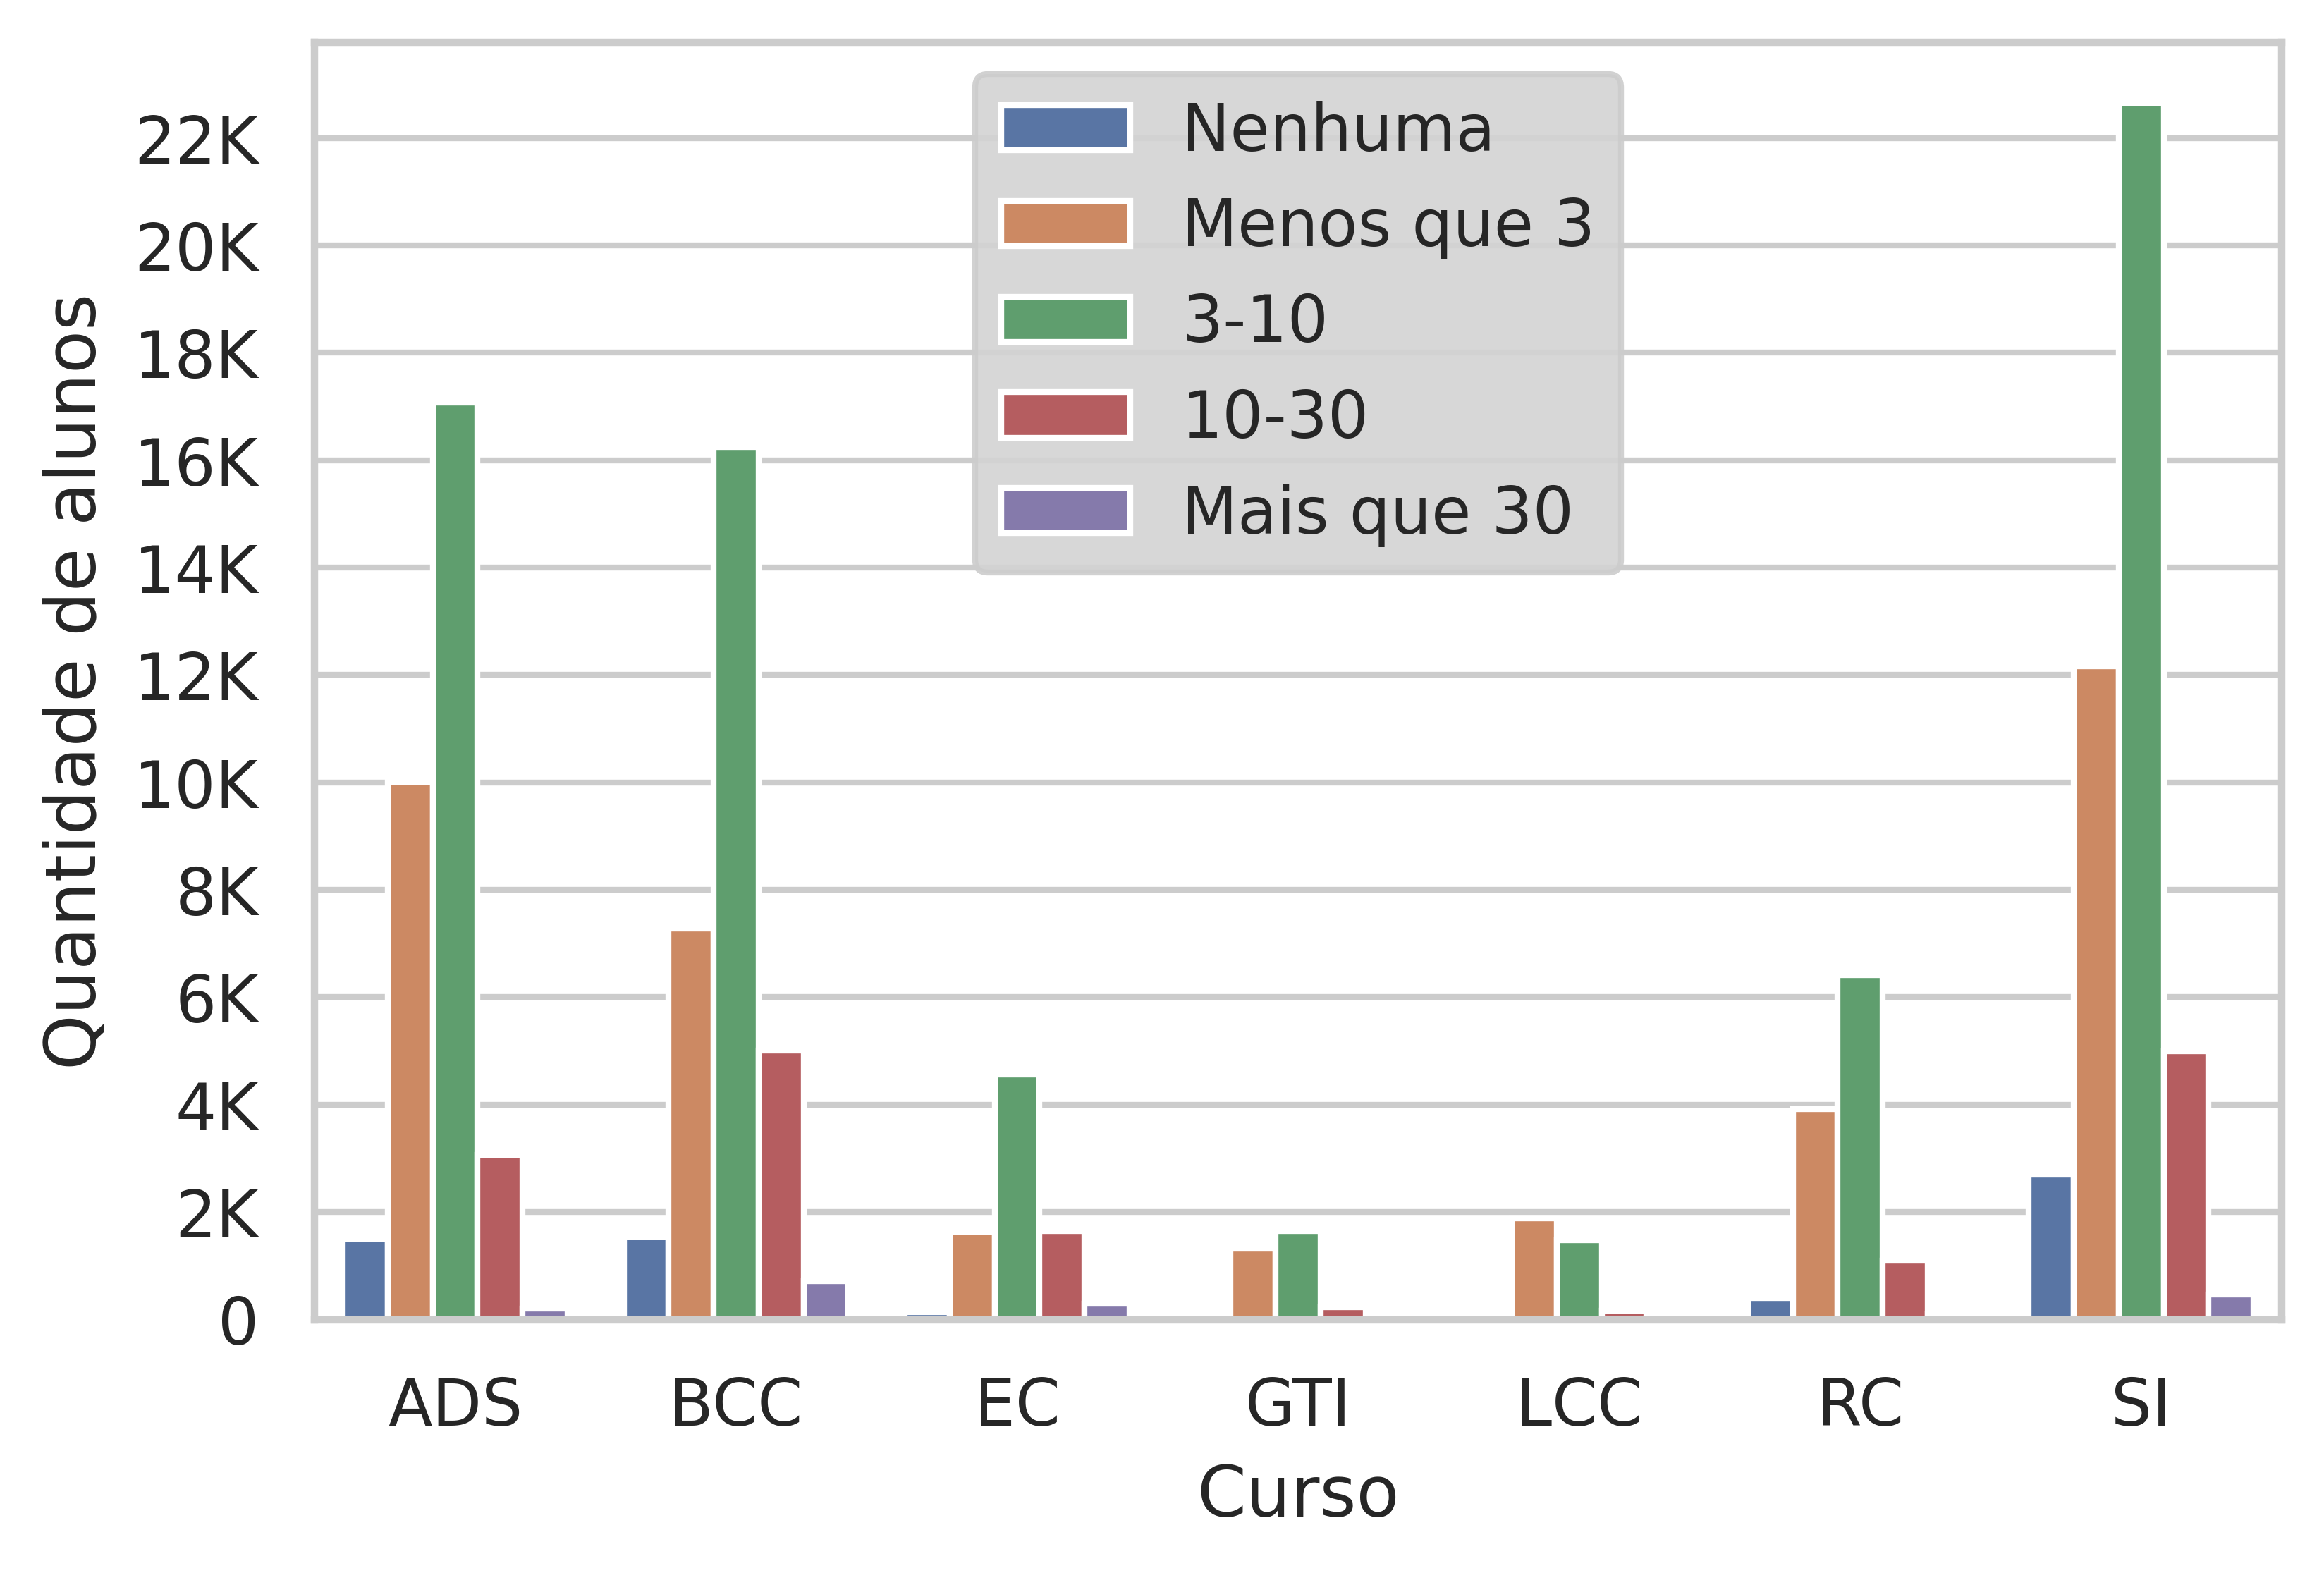 Quantidade de alunos
22K
20K
18K
16K
14K
12K
10K
8K
6K
4K
2K
0
Nenhuma
Menos que 3
3-10
10-30
Mais que 30
ADS BCC EC GTI LCC RC SI
Curso